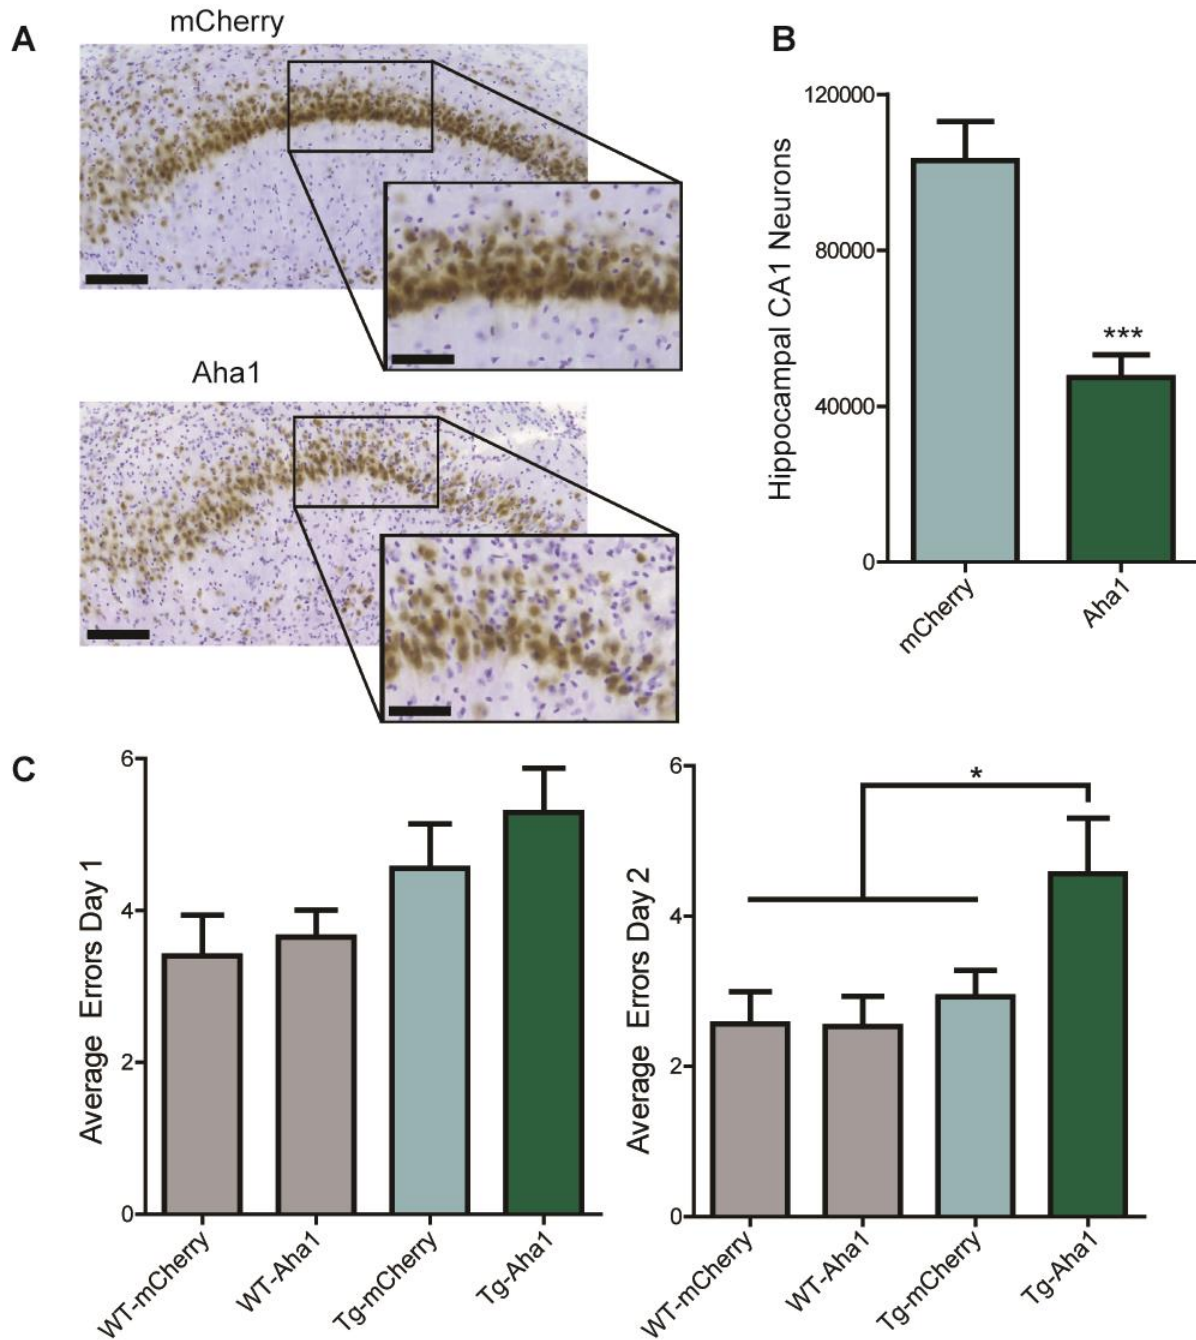 A
mCherry
Aha1
B
Hippocampal CA1 Neurons
120000
80000
40000
0
***
mCherry
Aha1
C
Average Errors Day 1
6
4
2
0
WT-mCherry
WT-Aha1
Tg-mCherry
Tg-Aha1
Average Errors Day 2
6
4
2
0
*
WT-mCherry
WT-Aha1
Tg-mCherry
Tg-Aha1